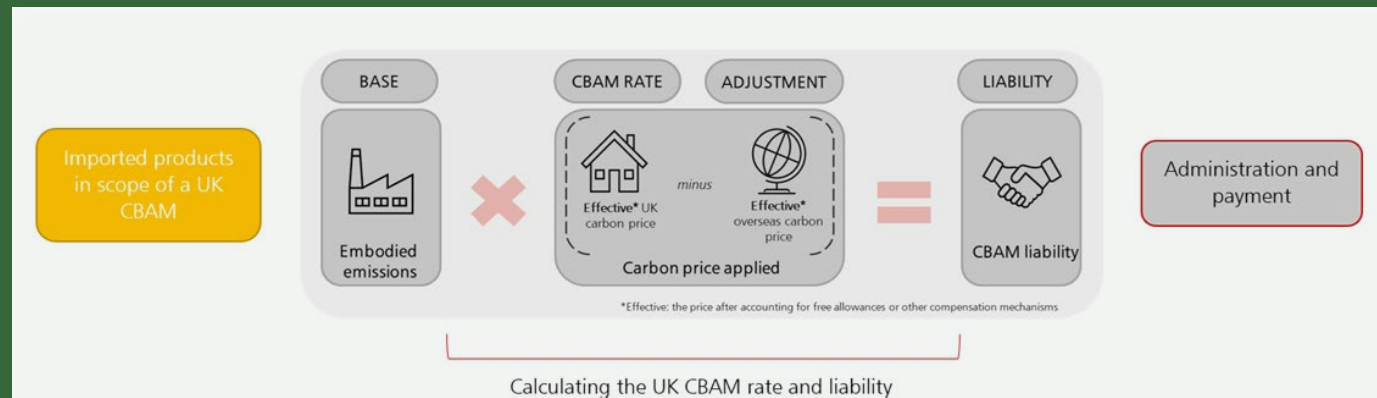 Imported products
in scope of a UK
CBAM
BASE
Embodied
emissions
CBAM RATE
ADJUSTMENT
Effective* UK
carbon price
minus
Effective*
overseas carbon
price
Carbon price applied
LIABILITY
CBAM liability
*Effective: the price after accounting for free allowances or other compensation mechanisms
Administration and
payment
Calculating the UK CBAM rate and liability